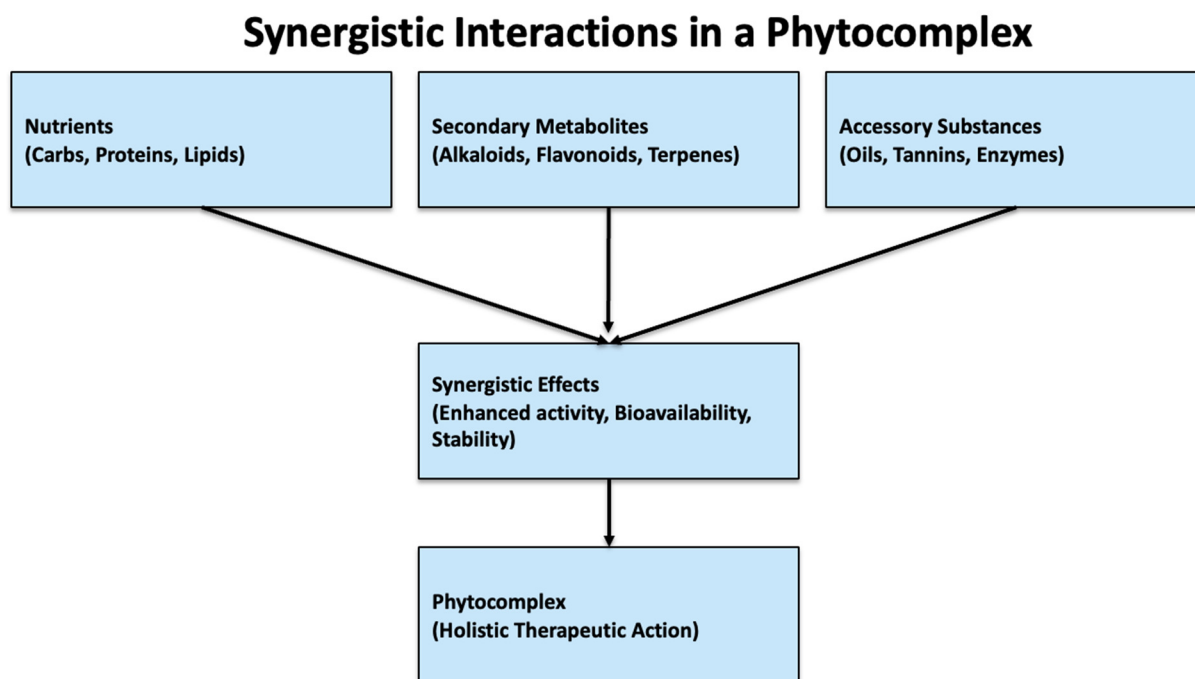 Synergistic Interactions in a Phytocomplex
Nutrients
(Carbs, Proteins, Lipids)
Secondary Metabolites
(Alkaloids, Flavonoids, Terpenes)
Accessory Substances
(Oils, Tannins, Enzymes)
Synergistic Effects
(Enhanced activity, Bioavailability,
Stability)
Phytocomplex
(Holistic Therapeutic Action)